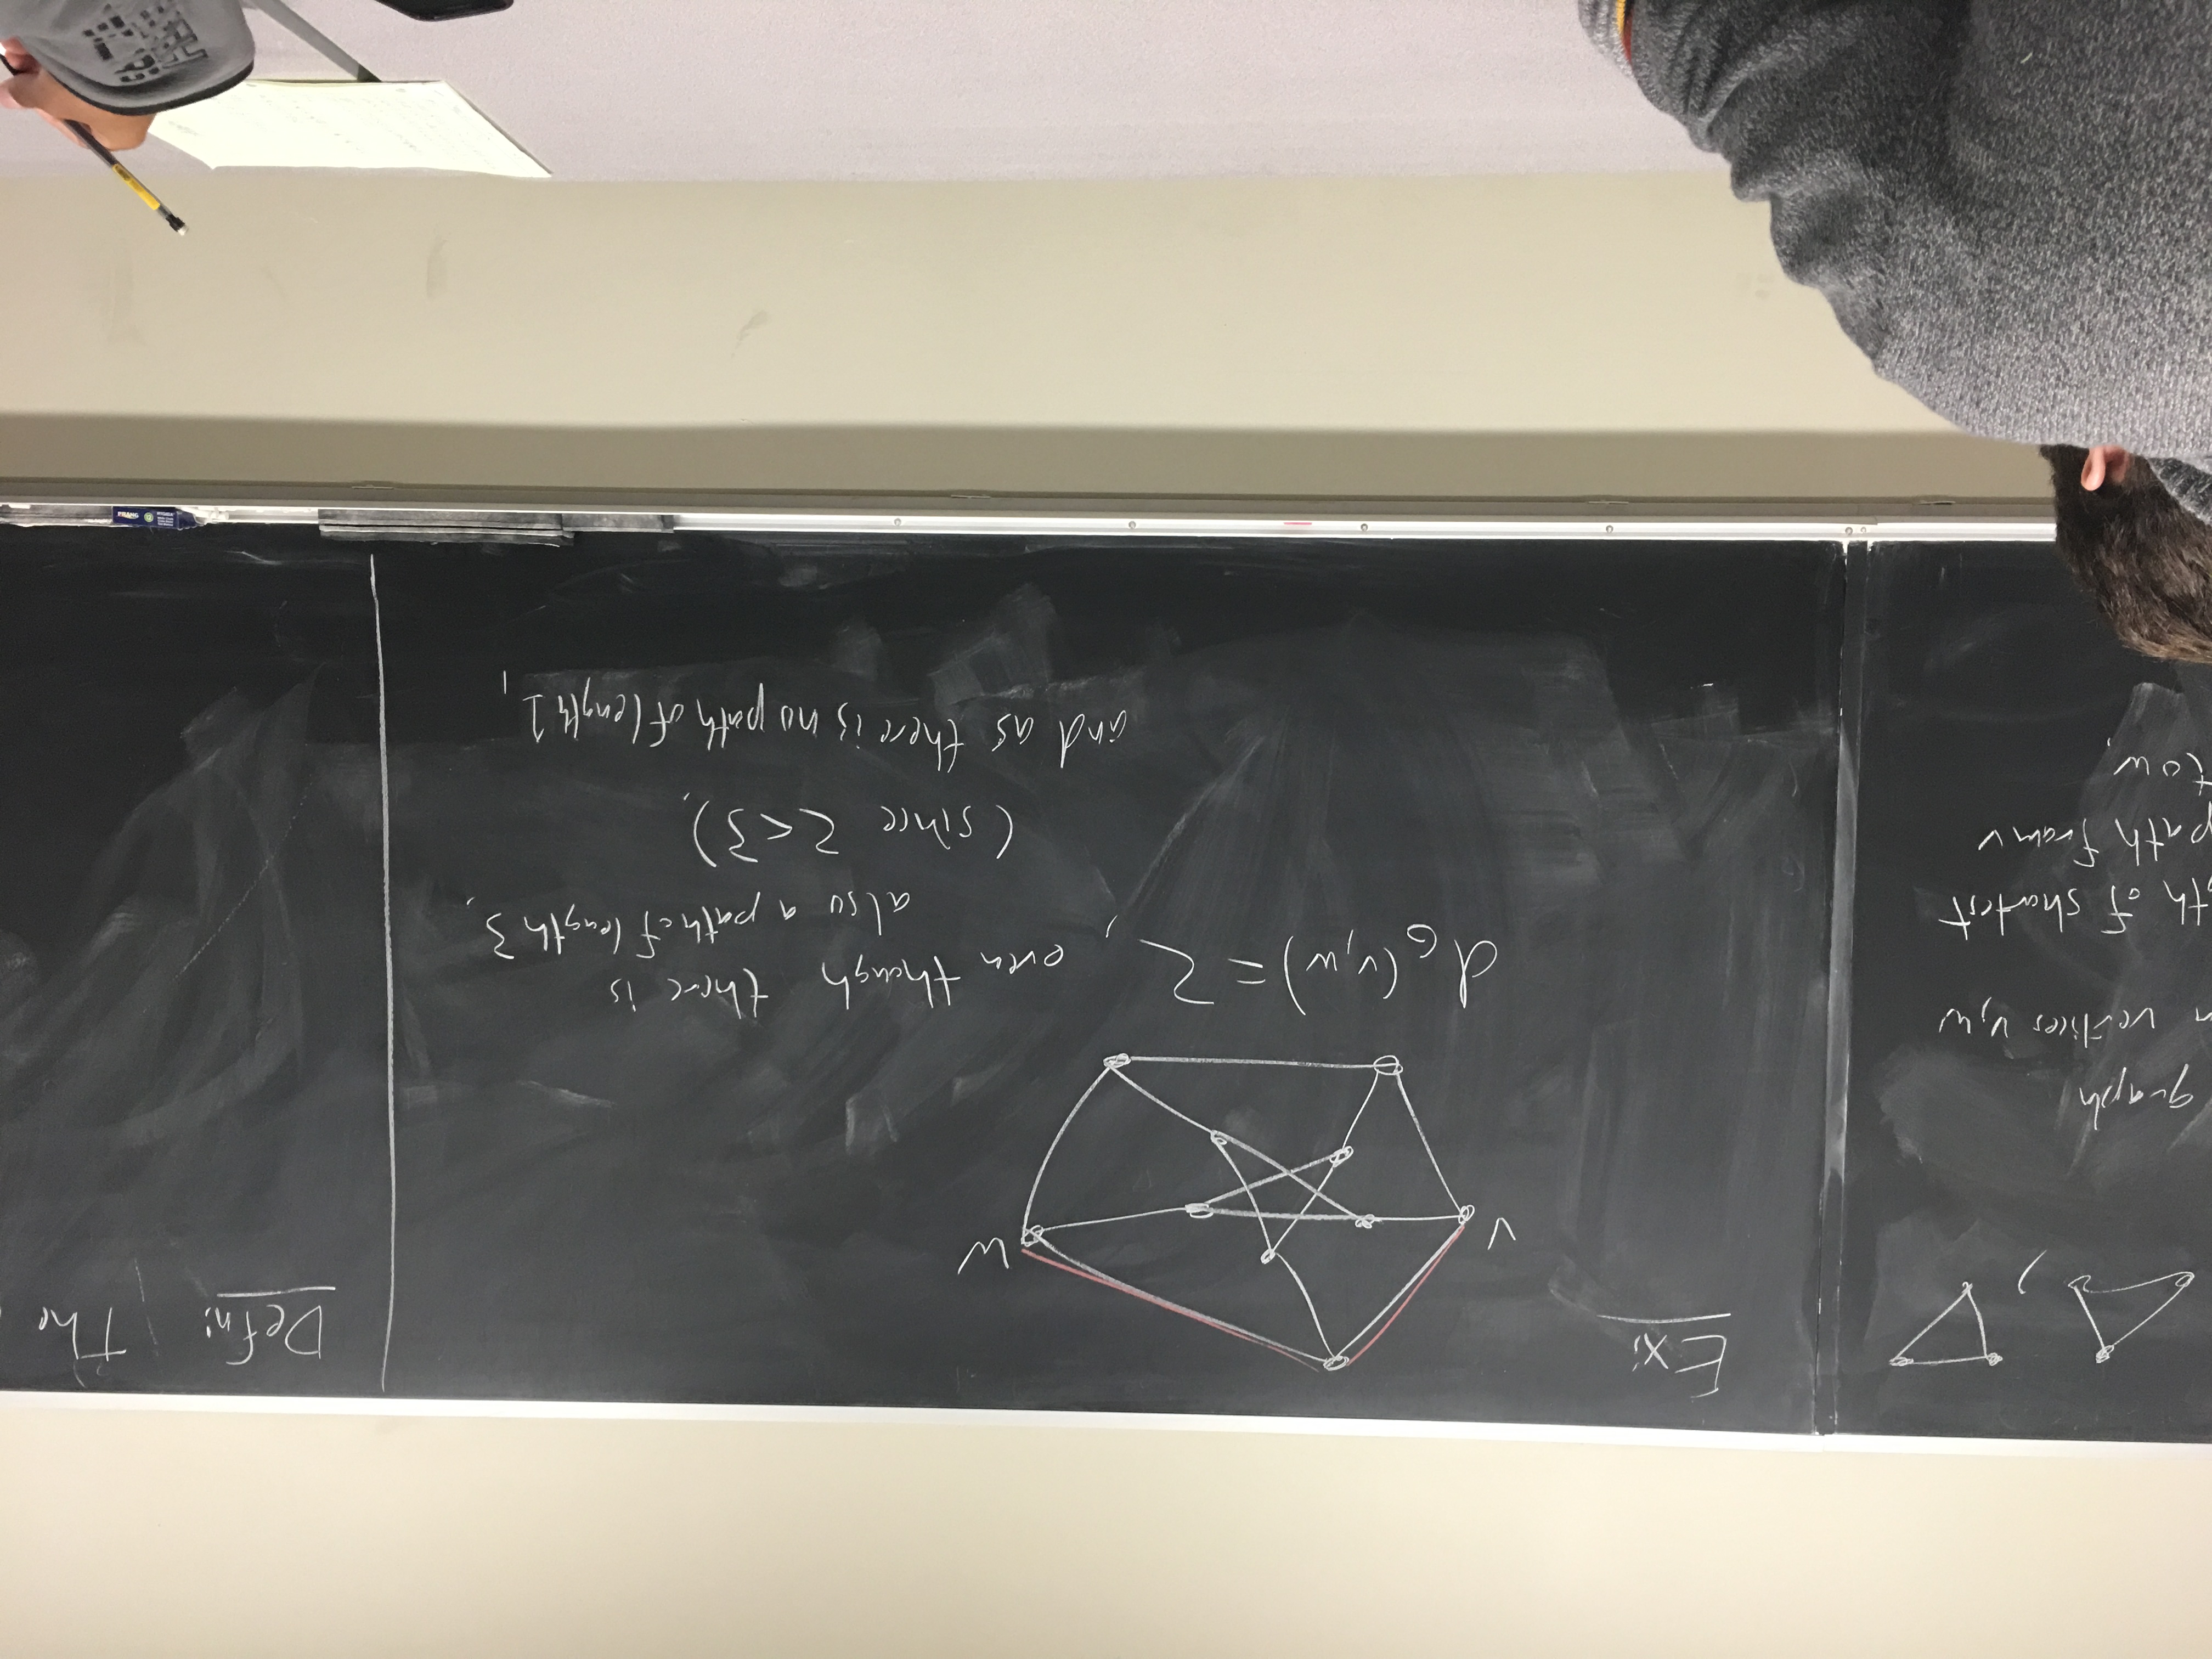 graph
vertices v,w
of shortest
path from v
to w,
Ex:
v
w
d_G(v,w) = 2, even though there is
also a path of length 3,
(since 2<3),
and as there is no path of length 1,
Defn: The